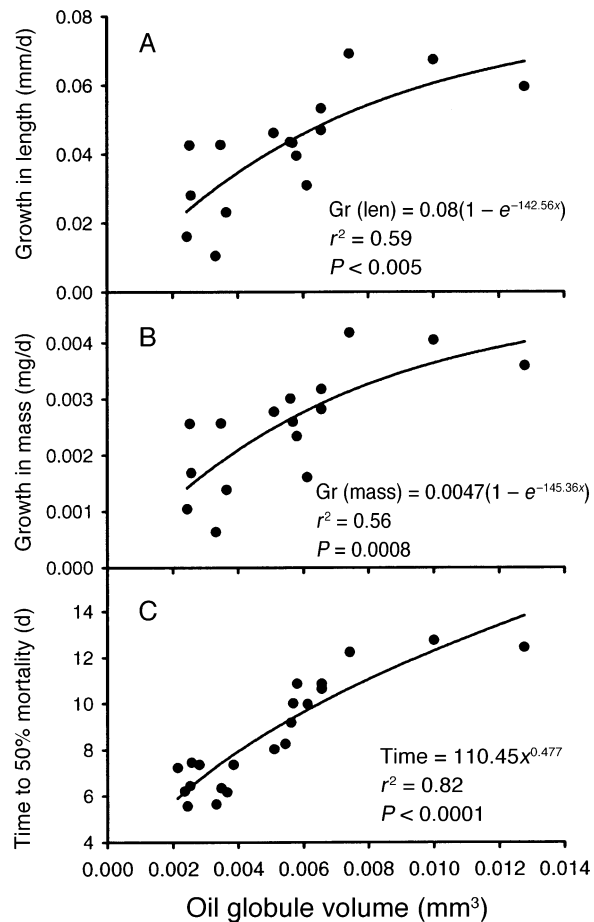 A
0.08
0.06
0.04
0.02
0.00
Growth in length (mm/d)
Gr (len) = 0.08(1 – e^–142.56x)
r² = 0.59
P < 0.005
B
0.004
0.003
0.002
0.001
0.000
Growth in mass (mg/d)
Gr (mass) = 0.0047(1 – e^–145.36x)
r² = 0.56
P = 0.0008
C
14
12
10
8
6
4
Time to 50% mortality (d)
Time = 110.45x^0.477
r² = 0.82
P < 0.0001
0.000 0.002 0.004 0.006 0.008 0.010 0.012 0.014
Oil globule volume (mm³)